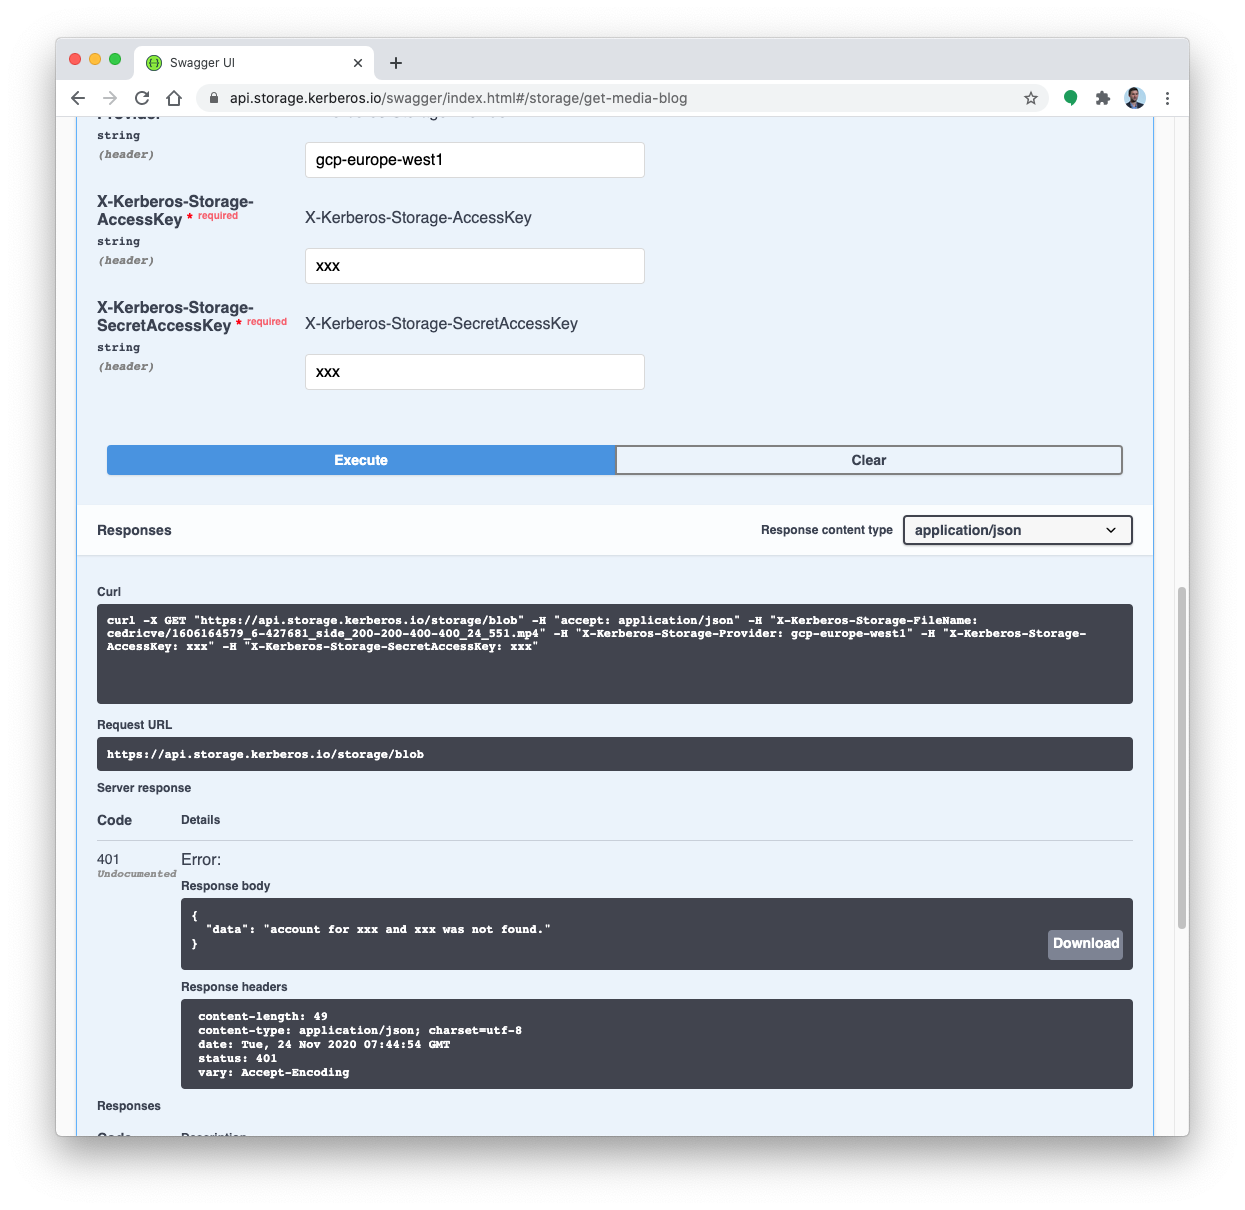 Swagger UI
api.storage.kerberos.io/swagger/index.html#/storage/get-media-blog
Provider
string
(header)
gcp-europe-west1
X-Kerberos-Storage-
AccessKey * required
X-Kerberos-Storage-AccessKey
string
(header)
xxx
X-Kerberos-Storage-
SecretAccessKey * required
X-Kerberos-Storage-SecretAccessKey
string
(header)
xxx
Execute
Clear
Responses
Response content type
application/json
Curl
curl -X GET "https://api.storage.kerberos.io/storage/blob" -H "accept: application/json" -H "X-Kerberos-Storage-FileName:
cedricve/1606164579_6-427681_side_200-200-400-400_24_551.mp4" -H "X-Kerberos-Storage-Provider: gcp-europe-west1" -H "X-Kerberos-Storage-
AccessKey: xxx" -H "X-Kerberos-Storage-SecretAccessKey: xxx"
Request URL
https://api.storage.kerberos.io/storage/blob
Server response
Code
Details
401
Undocumented
Error:
Response body
{
"data": "account for xxx and xxx was not found."
}
Download
Response headers
content-length: 49
content-type: application/json; charset=utf-8
date: Tue, 24 Nov 2020 07:44:54 GMT
status: 401
vary: Accept-Encoding
Responses
Code
Description